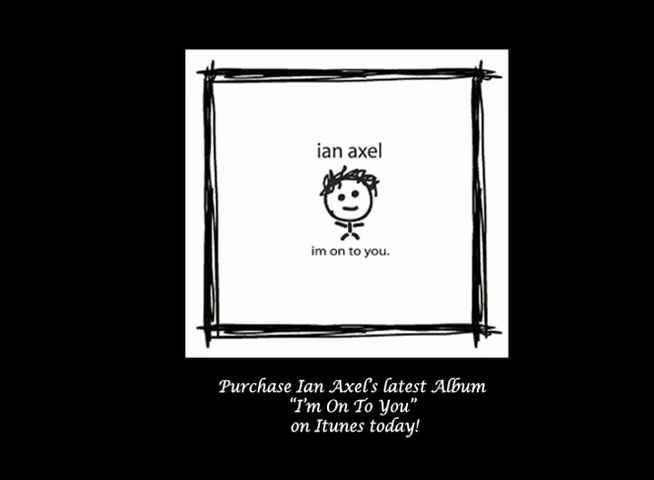 ian axel
im on to you.
Purchase Ian Axel's latest Album
"I'm On To You"
on Itunes today!